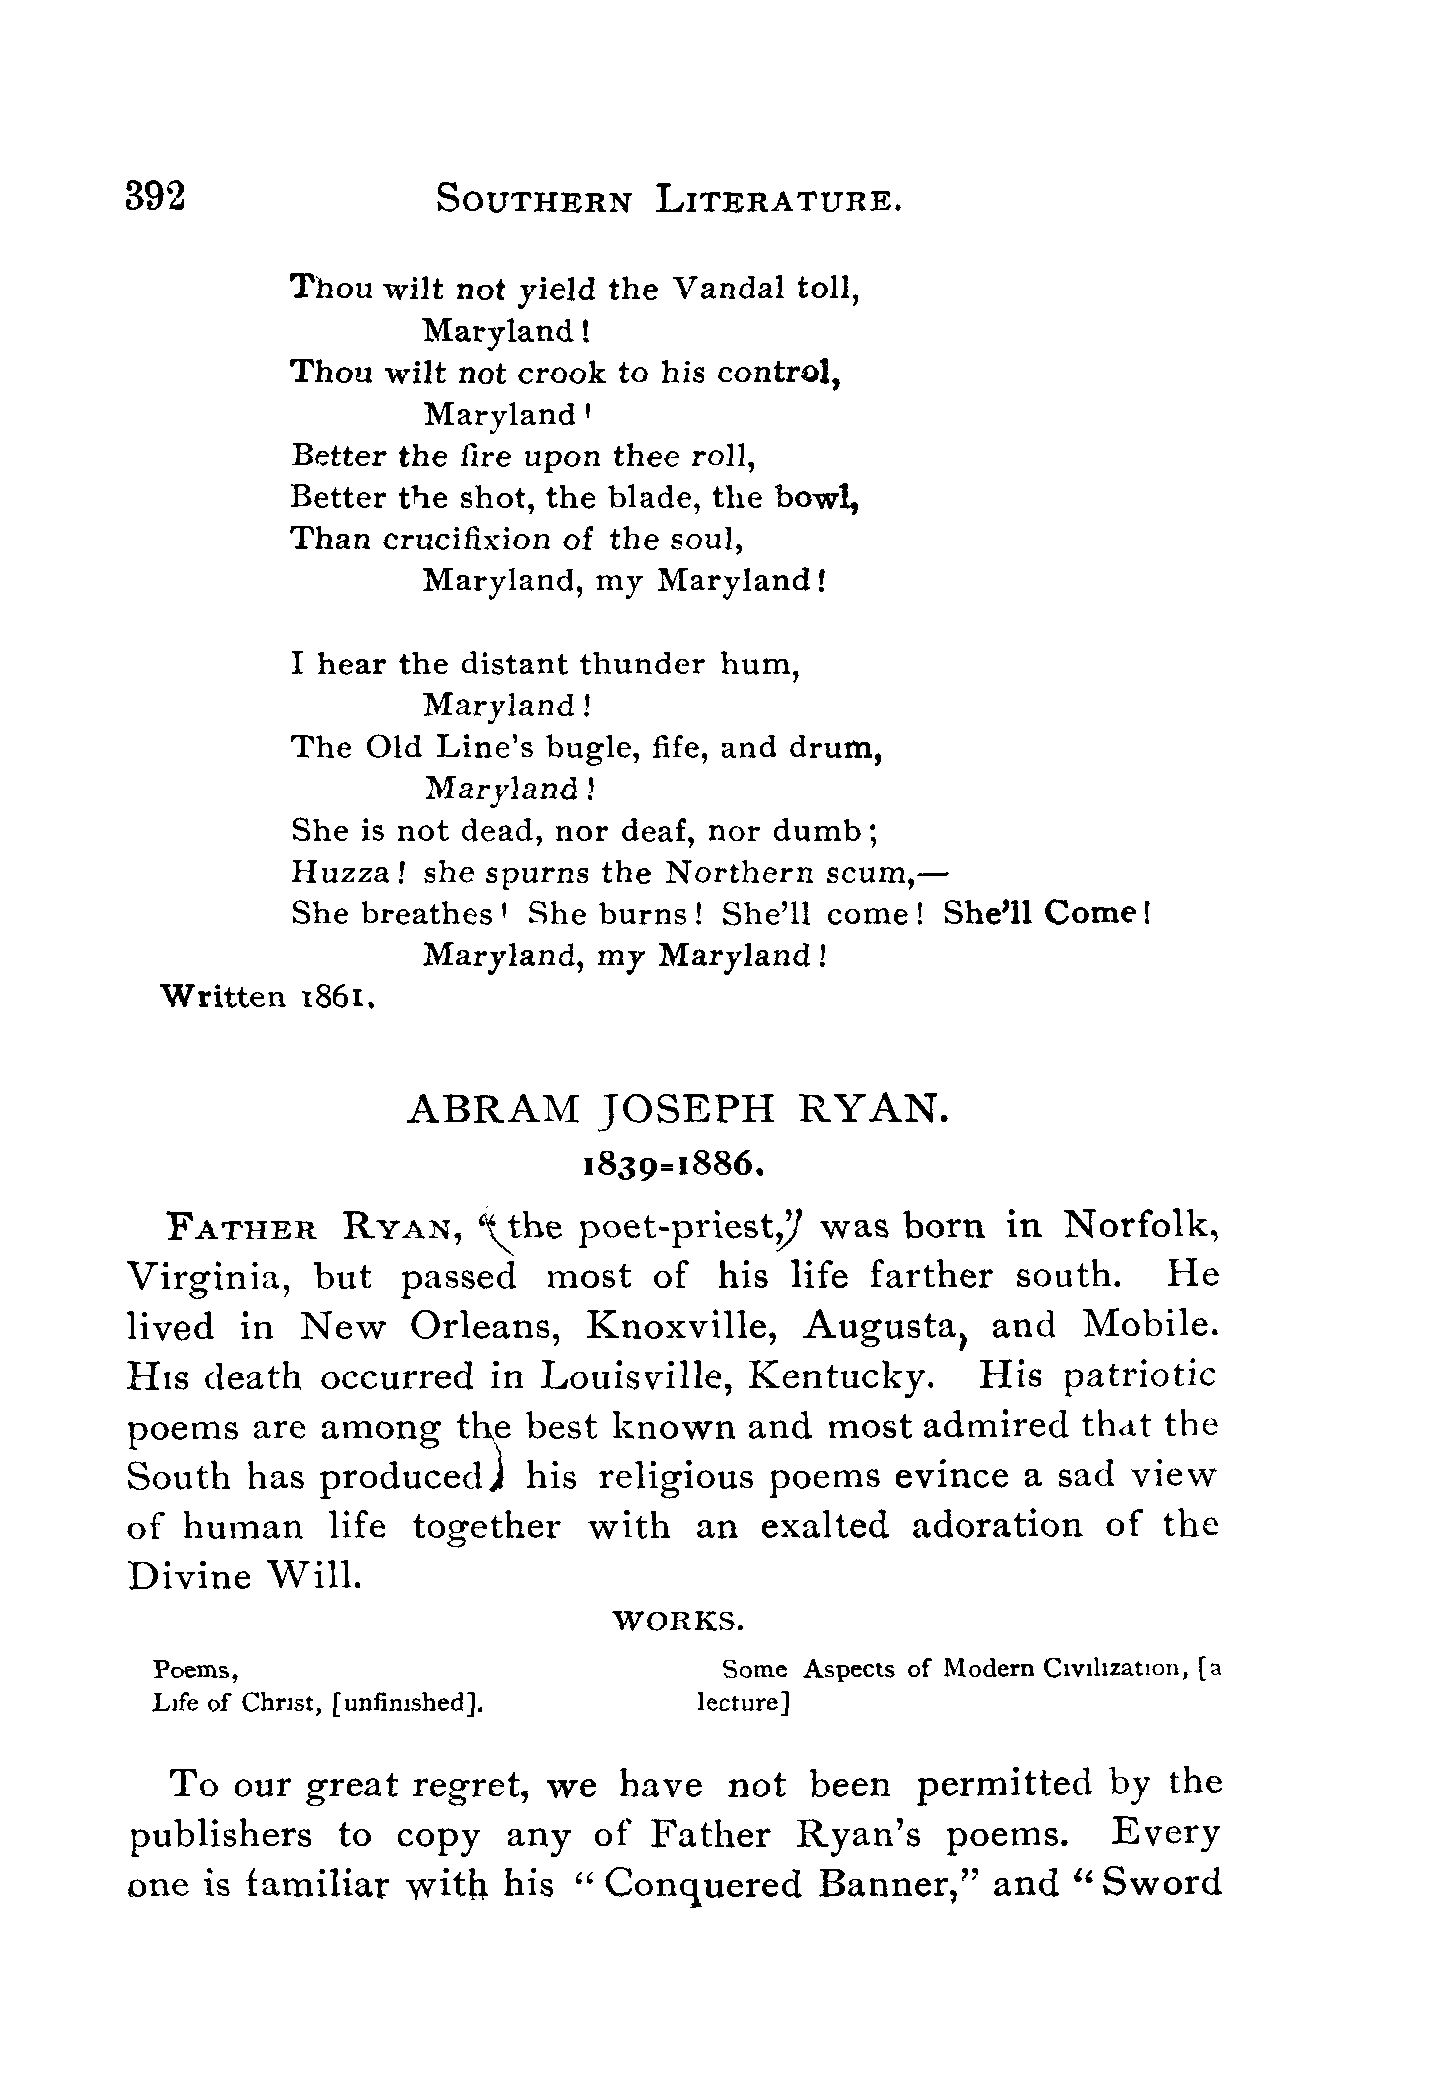 392 SOUTHERN LITERATURE.
Thou wilt not yield the Vandal toll,
Maryland!
Thou wilt not crook to his control,
Maryland!
Better the fire upon thee roll,
Better the shot, the blade, the bowl,
Than crucifixion of the soul,
Maryland, my Maryland!
I hear the distant thunder hum,
Maryland!
The Old Line's bugle, fife, and drum,
Maryland!
She is not dead, nor deaf, nor dumb;
Huzza! she spurns the Northern scum,—
She breathes! She burns! She'll come! She'll Come!
Maryland, my Maryland!
Written 1861.
ABRAM JOSEPH RYAN.
1839=1886.
FATHER RYAN, "the poet-priest," was born in Norfolk,
Virginia, but passed most of his life farther south. He
lived in New Orleans, Knoxville, Augusta, and Mobile.
His death occurred in Louisville, Kentucky. His patriotic
poems are among the best known and most admired that the
South has produced; his religious poems evince a sad view
of human life together with an exalted adoration of the
Divine Will.
WORKS.
Poems,
Life of Christ, [unfinished].
Some Aspects of Modern Civilization, [a
lecture]
To our great regret, we have not been permitted by the
publishers to copy any of Father Ryan's poems. Every
one is familiar with his "Conquered Banner," and "Sword